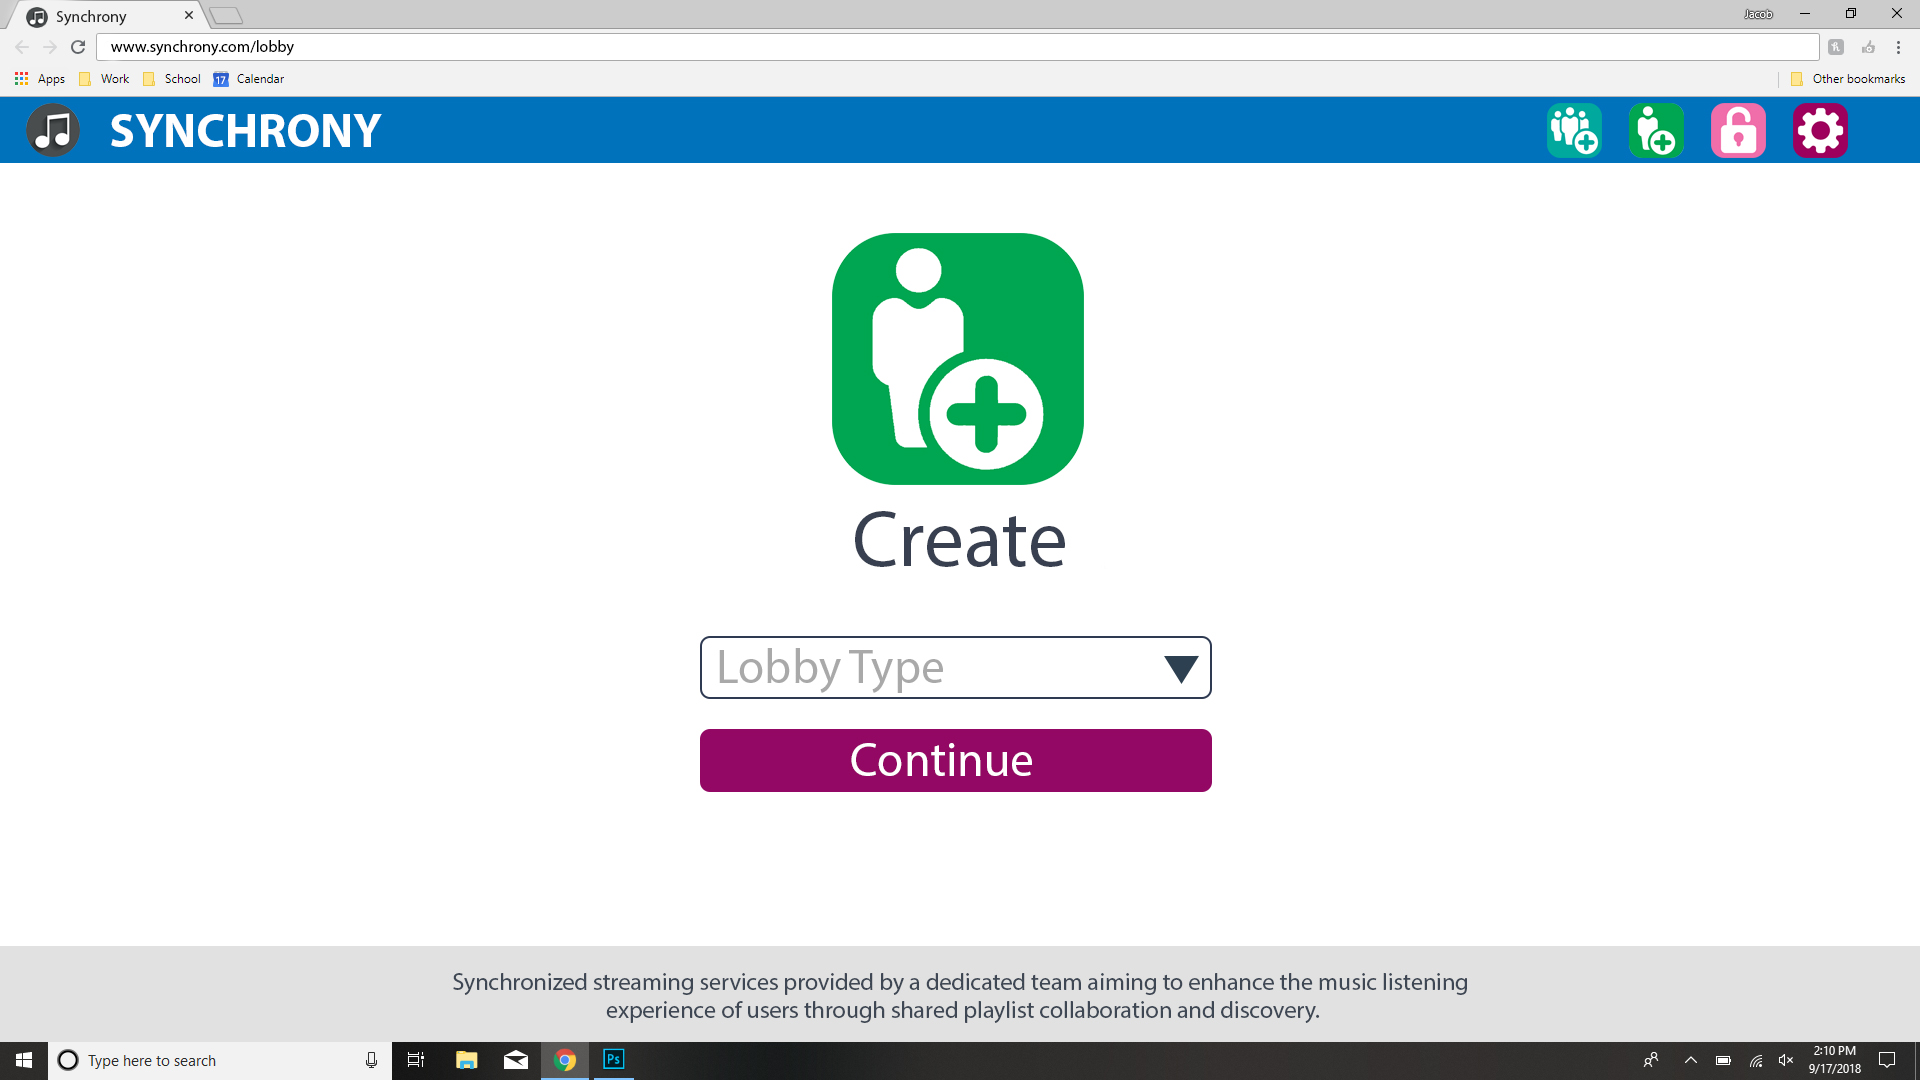 Synchrony
Jacob
www.synchrony.com/lobby
Apps
Work
School
17
Calendar
Other bookmarks
SYNCHRONY
Create
Lobby Type
Continue
Synchronized streaming services provided by a dedicated team aiming to enhance the music listening
experience of users through shared playlist collaboration and discovery.
Type here to search
Ps
2:10 PM
9/17/2018